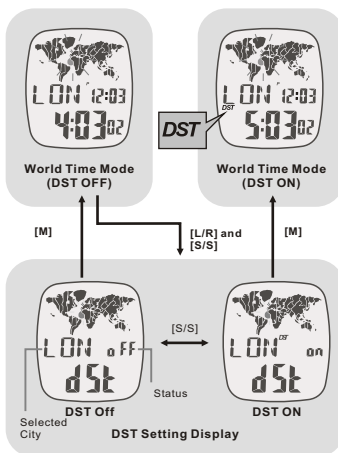 LON P 12:03
4:03 02
World Time Mode
(DST OFF)
P
LON 12:03
DST
DST
5:03 02
World Time Mode
(DST ON)
[M]
[L/R] and
[S/S]
[M]
LON oFF
dSt
[S/S]
DST
LON on
dSt
Status
DST Off
DST ON
Selected
City
DST Setting Display